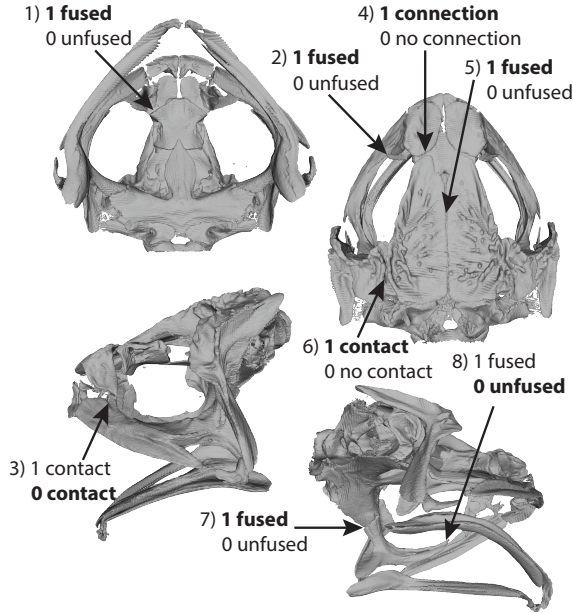 1) 1 fused
0 unfused
4) 1 connection
0 no connection
2) 1 fused
0 unfused
5) 1 fused
0 unfused
6) 1 contact
0 no contact
8) 1 fused
0 unfused
3) 1 contact
0 contact
7) 1 fused
0 unfused